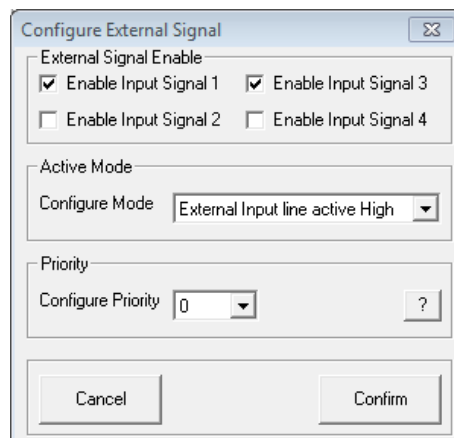 Configure External Signal
External Signal Enable
Enable Input Signal 1 Enable Input Signal 3
Enable Input Signal 2 Enable Input Signal 4
Active Mode
Configure Mode External Input line active High
Priority
Configure Priority 0 ?
Cancel Confirm